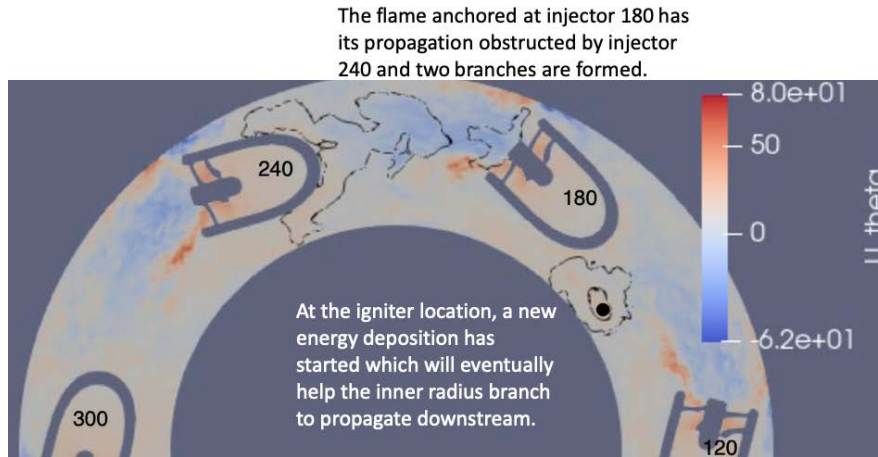 The flame anchored at injector 180 has
its propagation obstructed by injector
240 and two branches are formed.
8.0e+01
50
0
-6.2e+01
U_theta
240
180
At the igniter location, a new
energy deposition has
started which will eventually
help the inner radius branch
to propagate downstream.
300
120